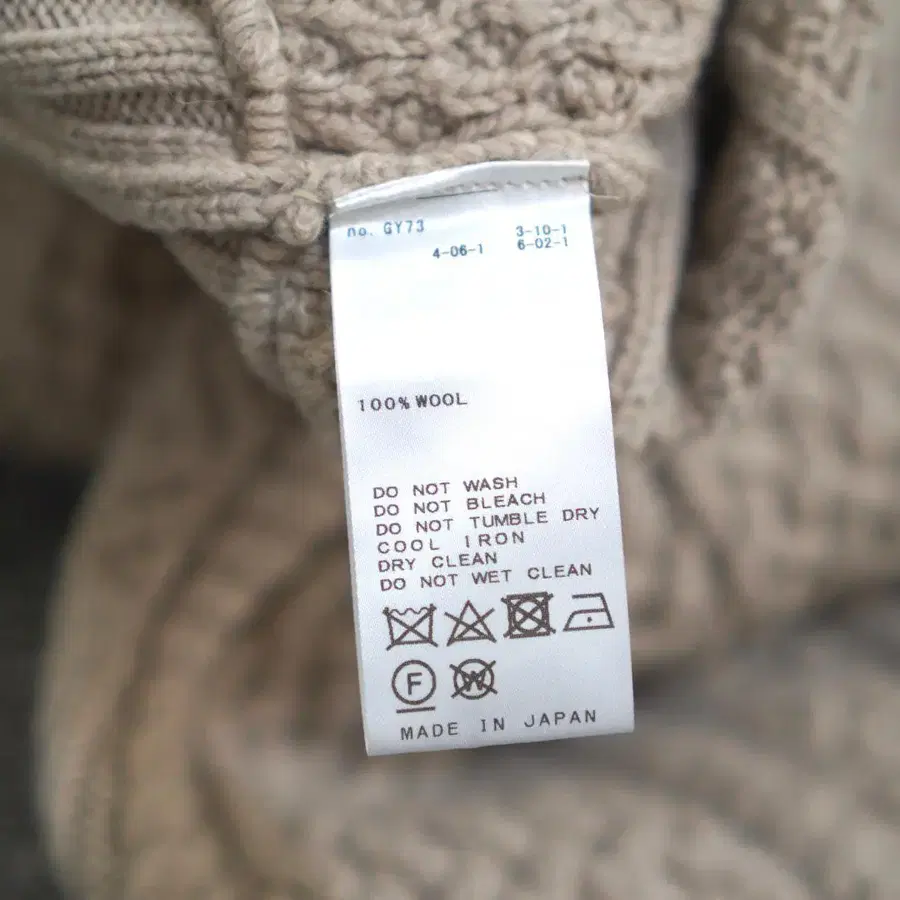 no. GY73 3-10-1
4-06-1 6-02-1
100% WOOL
DO NOT WASH
DO NOT BLEACH
DO NOT TUMBLE DRY
COOL IRON
DRY CLEAN
DO NOT WET CLEAN
F W
MADE IN JAPAN